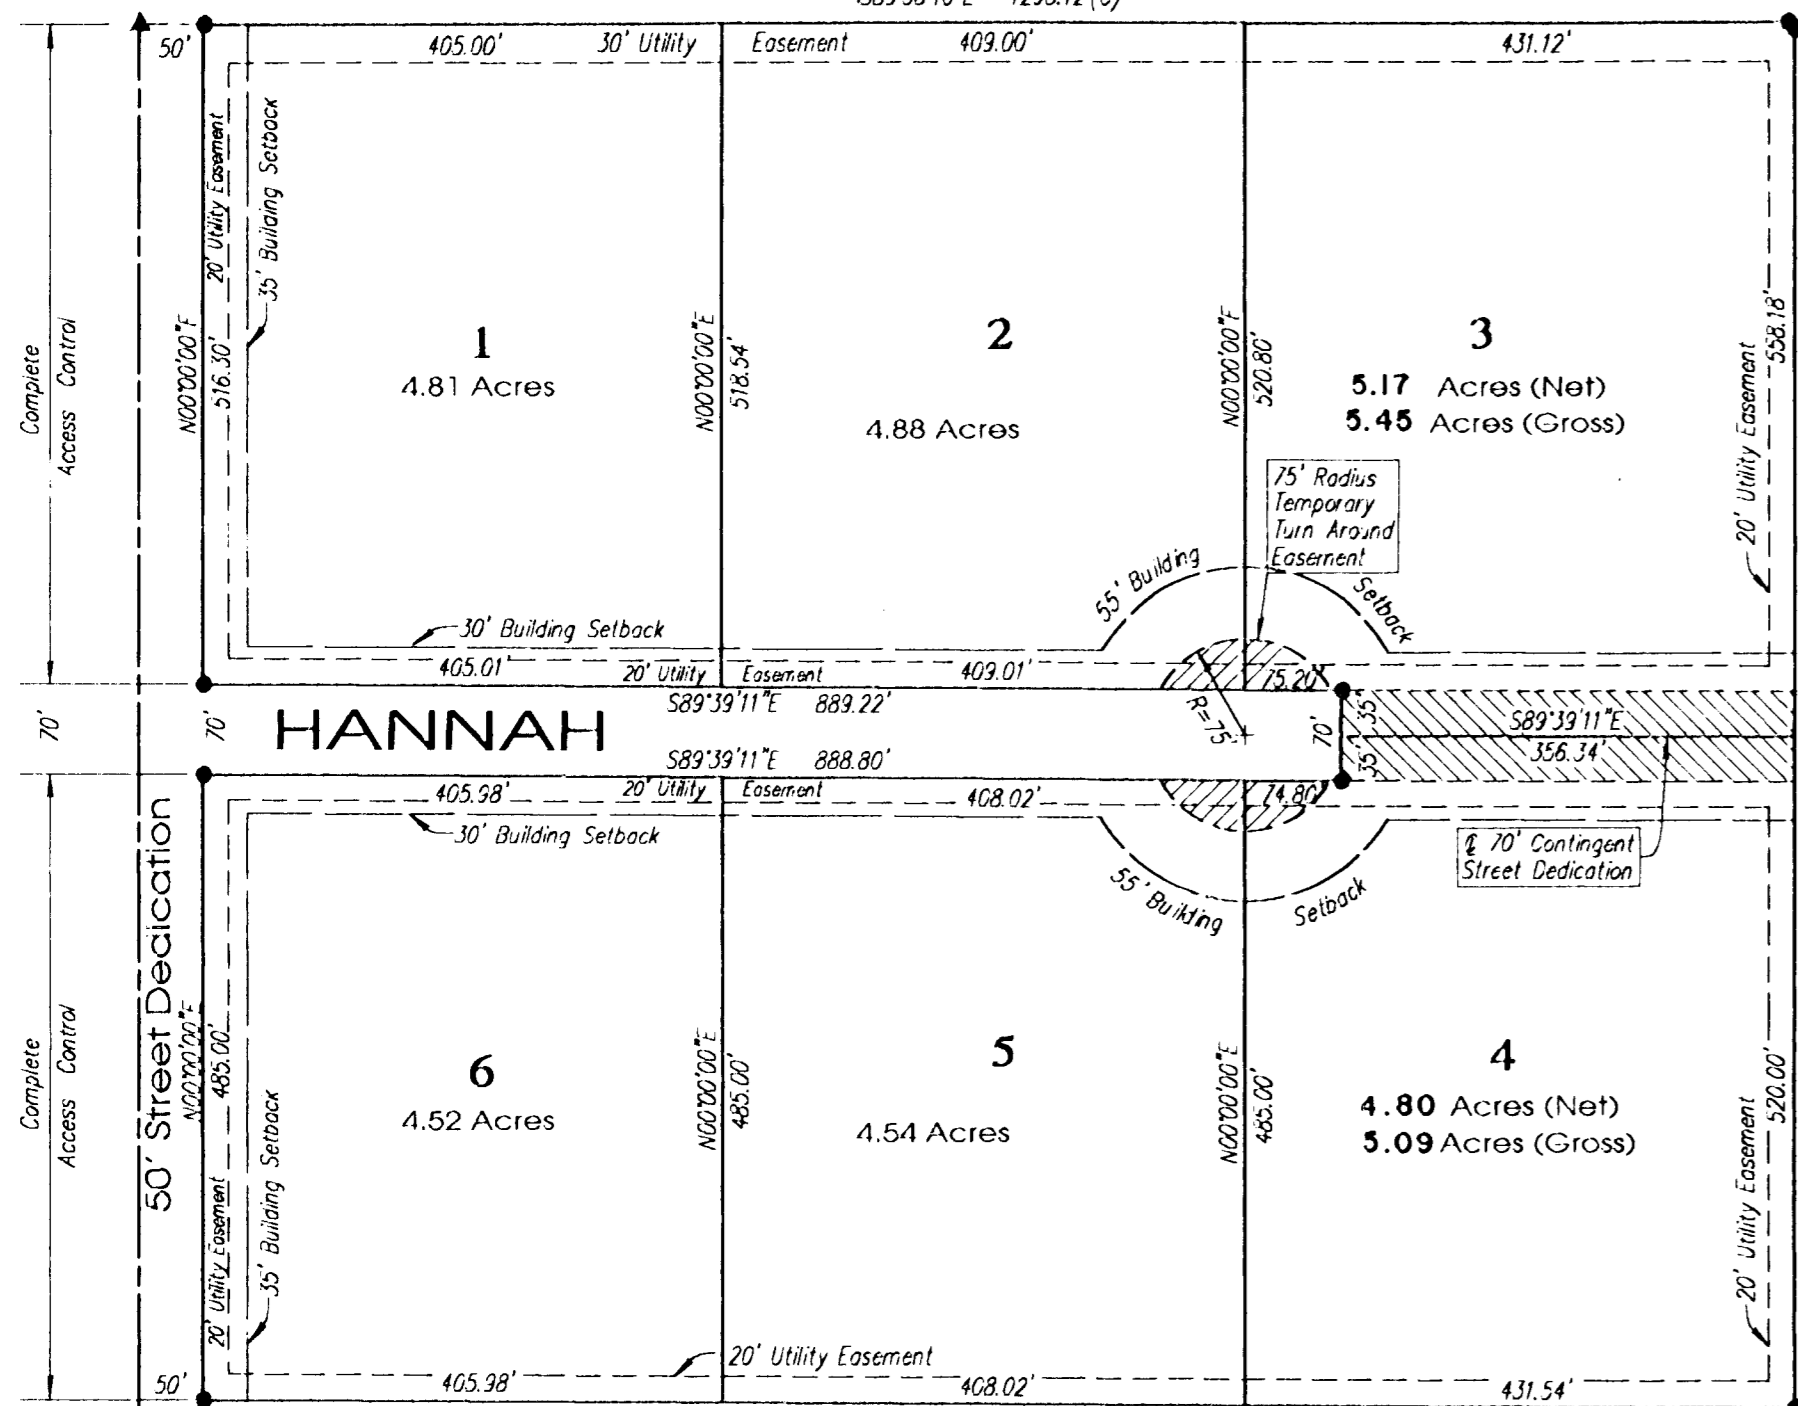 50'
405.00'
30' Utility Easement
409.00'
431.12'
Complete
Access Control
N00°00'00"E
516.30'
20' Utility Easement
35' Building Setback
1
4.81 Acres
N00°00'00"E
518.54'
2
4.88 Acres
N00°00'00"E
520.80'
3
5.17 Acres (Net)
5.45 Acres (Gross)
558.18'
20' Utility Easement
75' Radius
Temporary
Turn Around
Easement
55' Building Setback
30' Building Setback
405.01'
20' Utility Easement
409.01'
75.20'
S89°39'11"E 889.22'
70'
70'
HANNAH
R=75'
70'
35'
35'
S89°39'11"E
356.34'
S89°39'11"E 888.80'
405.98'
20' Utility Easement
408.02'
74.80'
30' Building Setback
55' Building Setback
℄ 70' Contingent
Street Dedication
50' Street Dedication
Complete
Access Control
N00°00'00"E
485.00'
20' Utility Easement
35' Building Setback
6
4.52 Acres
N00°00'00"E
485.00'
5
4.54 Acres
N00°00'00"E
485.00'
4
4.80 Acres (Net)
5.09 Acres (Gross)
520.00'
20' Utility Easement
20' Utility Easement
50'
405.98'
408.02'
431.54'